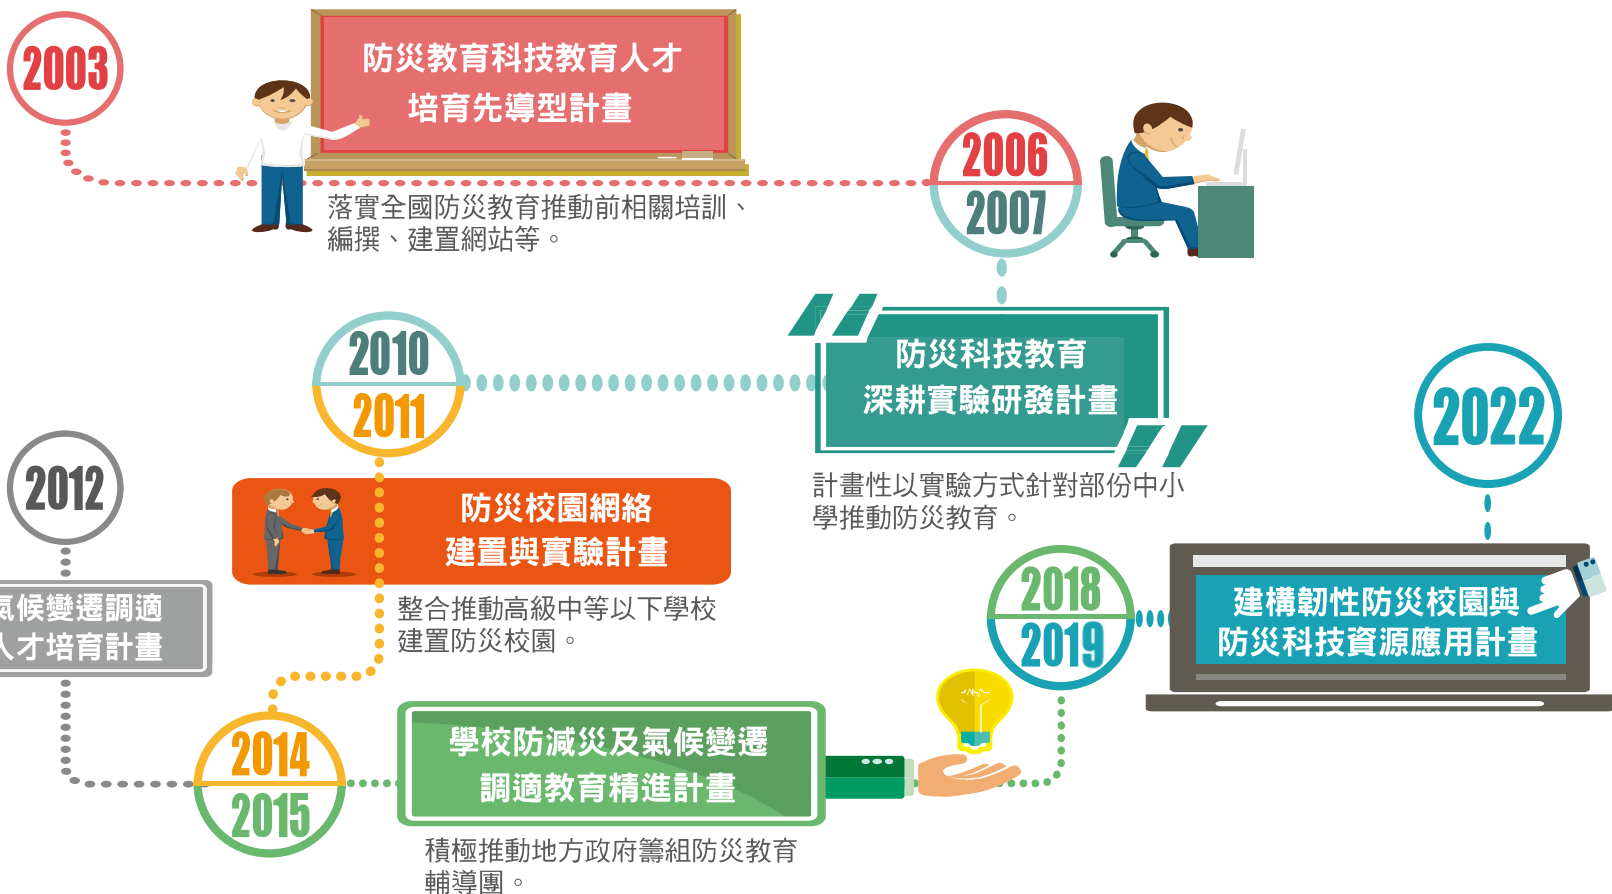 2003
防災教育科技教育人才
培育先導型計畫
落實全國防災教育推動前相關培訓、
編撰、建置網站等。
2006
2007
防災科技教育
深耕實驗研發計畫
計畫性以實驗方式針對部份中小
學推動防災教育。
2010
2011
防災校園網絡
建置與實驗計畫
整合推動高級中等以下學校
建置防災校園。
2012
氣候變遷調適
人才培育計畫
2014
2015
學校防減災及氣候變遷
調適教育精進計畫
積極推動地方政府籌組防災教育
輔導團。
2018
2019
建構韌性防災校園與
防災科技資源應用計畫
2022